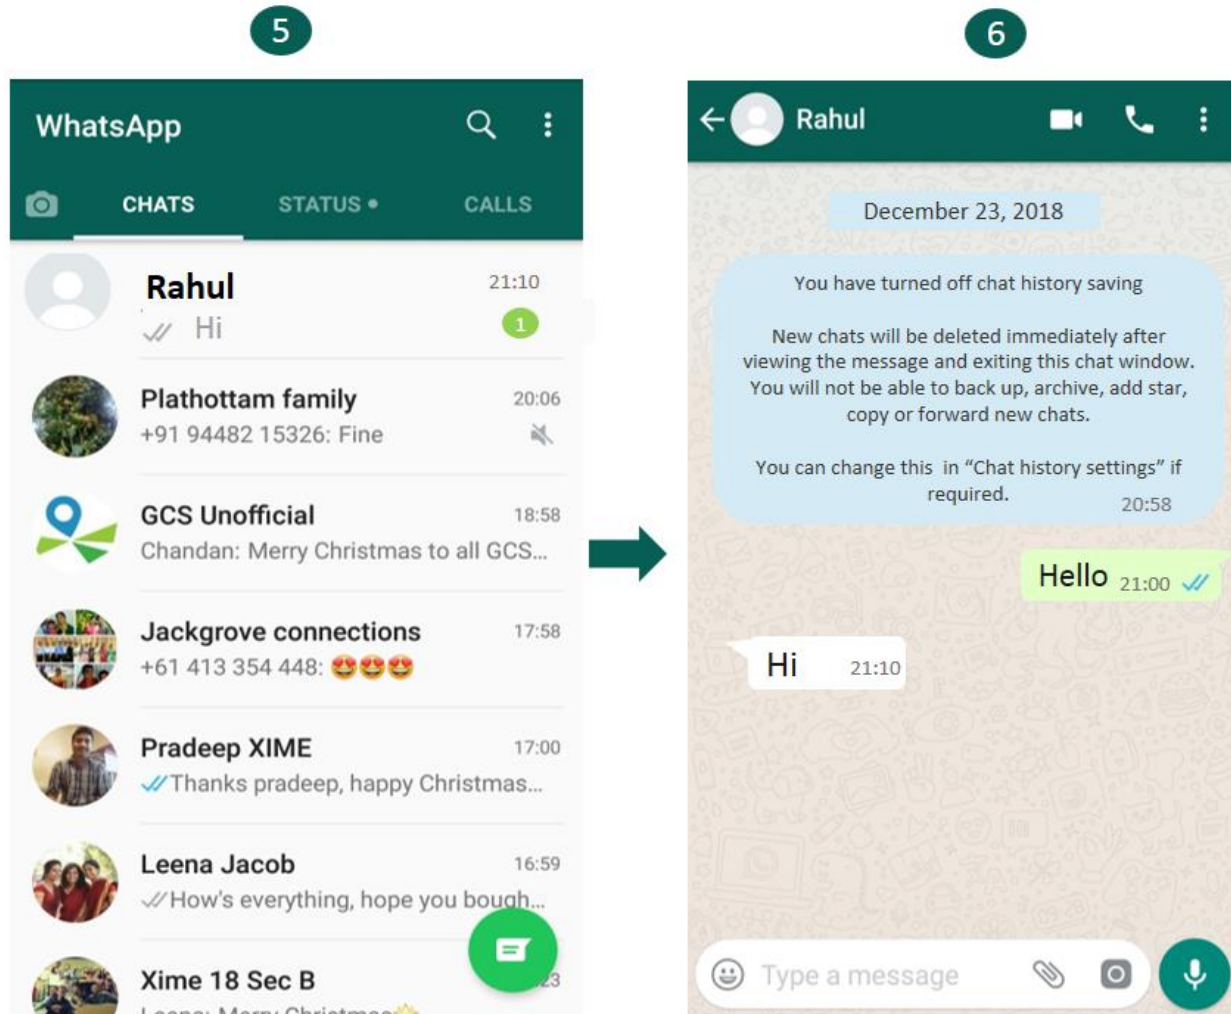 5
WhatsApp
CHATS STATUS • CALLS
Rahul 21:10
Hi 1
Plathottam family 20:06
+91 94482 15326: Fine
GCS Unofficial 18:58
Chandan: Merry Christmas to all GCS...
Jackgrove connections 17:58
+61 413 354 448: 😍😍😍
Pradeep XIME 17:00
Thanks pradeep, happy Christmas...
Leena Jacob 16:59
How's everything, hope you bough...
Xime 18 Sec B
Merry Christmas
6
Rahul
December 23, 2018
You have turned off chat history saving
New chats will be deleted immediately after
viewing the message and exiting this chat window.
You will not be able to back up, archive, add star,
copy or forward new chats.
You can change this in “Chat history settings” if
required. 20:58
Hello 21:00
Hi 21:10
Type a message